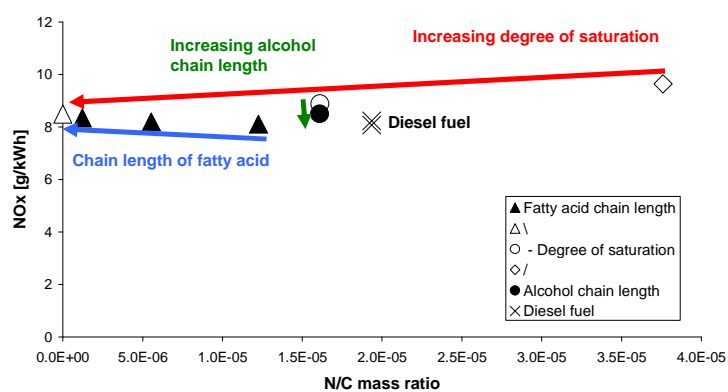 12
10
8
6
4
2
0
NOx [g/kWh]
Increasing alcohol
chain length
Increasing degree of saturation
Diesel fuel
Chain length of fatty acid
Fatty acid chain length
\
- Degree of saturation
/
Alcohol chain length
Diesel fuel
0.0E+00 5.0E-06 1.0E-05 1.5E-05 2.0E-05 2.5E-05 3.0E-05 3.5E-05 4.0E-05
N/C mass ratio